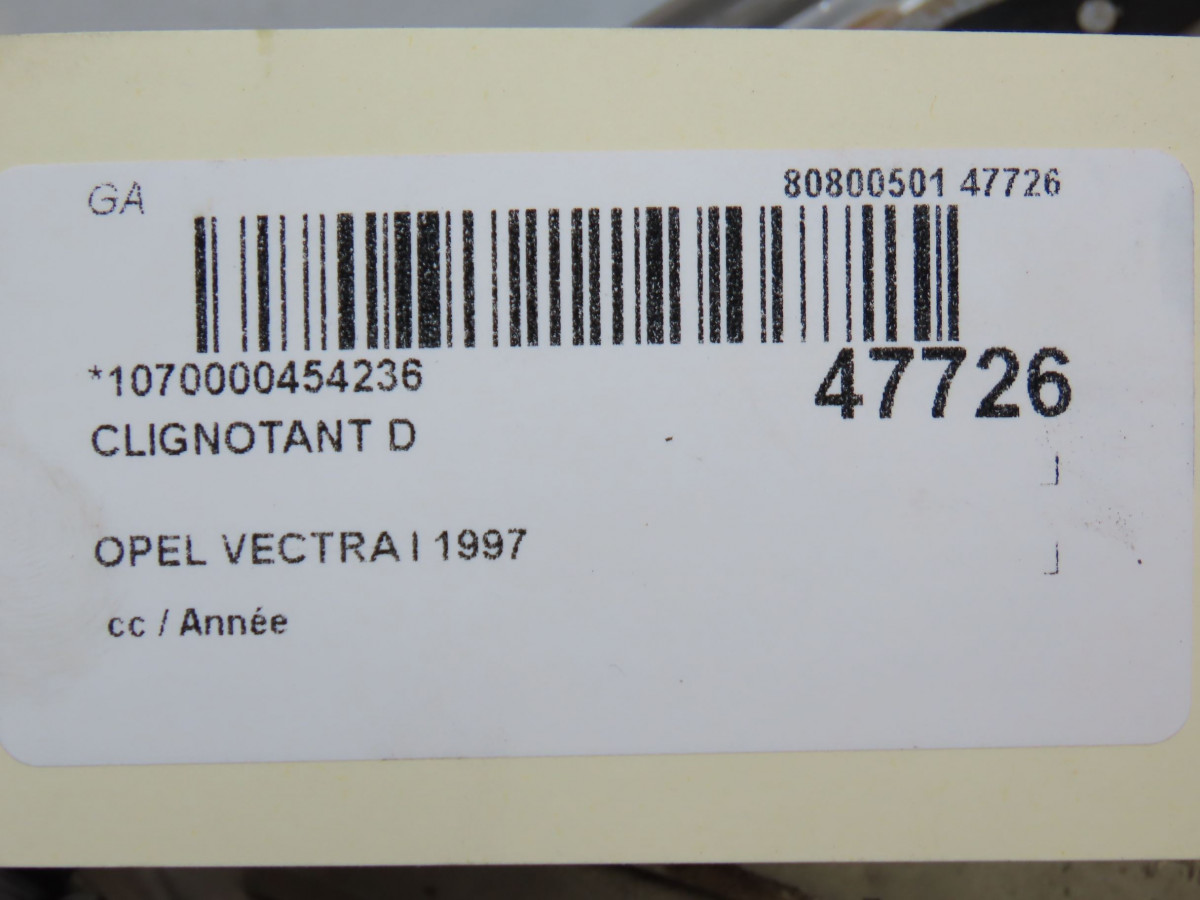 GA
80800501 47726
*1070000454236
47726
CLIGNOTANT D
OPEL VECTRA I 1997
cc / Année